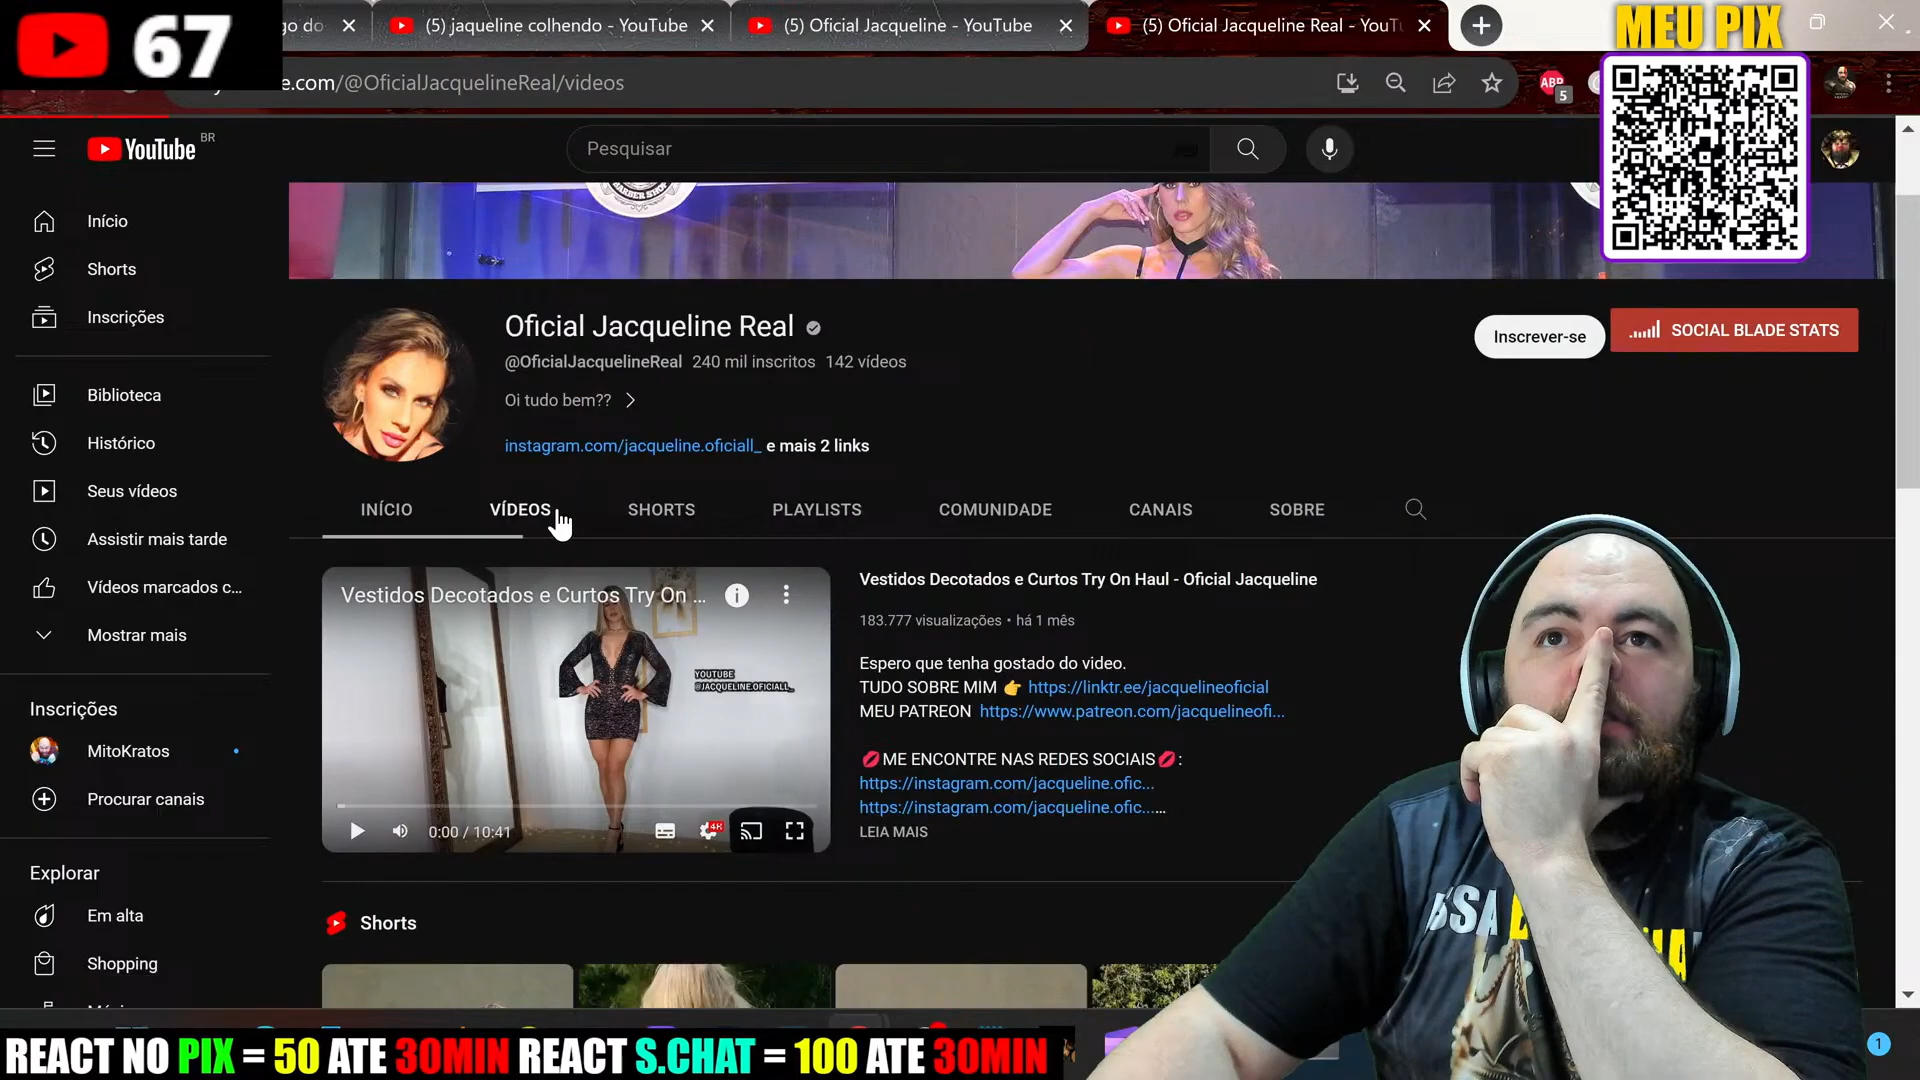 67
go do
(5) jaqueline colhendo - YouTube
(5) Oficial Jacqueline - YouTube
(5) Oficial Jacqueline Real - YouT
MEU PIX
e.com/@OficialJacquelineReal/videos
ABP
5
YouTube
BR
Pesquisar
Início
Shorts
Inscrições
Biblioteca
Histórico
Seus vídeos
Assistir mais tarde
Vídeos marcados c...
Mostrar mais
Inscrições
MitoKratos
Procurar canais
Explorar
Em alta
Shopping
BARBER SHOP
Oficial Jacqueline Real
@OficialJacquelineReal 240 mil inscritos 142 vídeos
Oi tudo bem??
instagram.com/jacqueline.oficiall_ e mais 2 links
Inscrever-se
SOCIAL BLADE STATS
INÍCIO
VÍDEOS
SHORTS
PLAYLISTS
COMUNIDADE
CANAIS
SOBRE
Vestidos Decotados e Curtos Try On ...
YOUTUBE
@JACQUELINE.OFICIALL_
0:00 / 10:41
4K
Vestidos Decotados e Curtos Try On Haul - Oficial Jacqueline
183.777 visualizações • há 1 mês
Espero que tenha gostado do video.
TUDO SOBRE MIM 👉 https://linktr.ee/jacquelineoficial
MEU PATREON https://www.patreon.com/jacquelineofi...
💋ME ENCONTRE NAS REDES SOCIAIS💋:
https://instagram.com/jacqueline.ofic...
https://instagram.com/jacqueline.ofic......
LEIA MAIS
Shorts
REACT NO PIX = 50 ATE 30MIN REACT S.CHAT = 100 ATE 30MIN
1